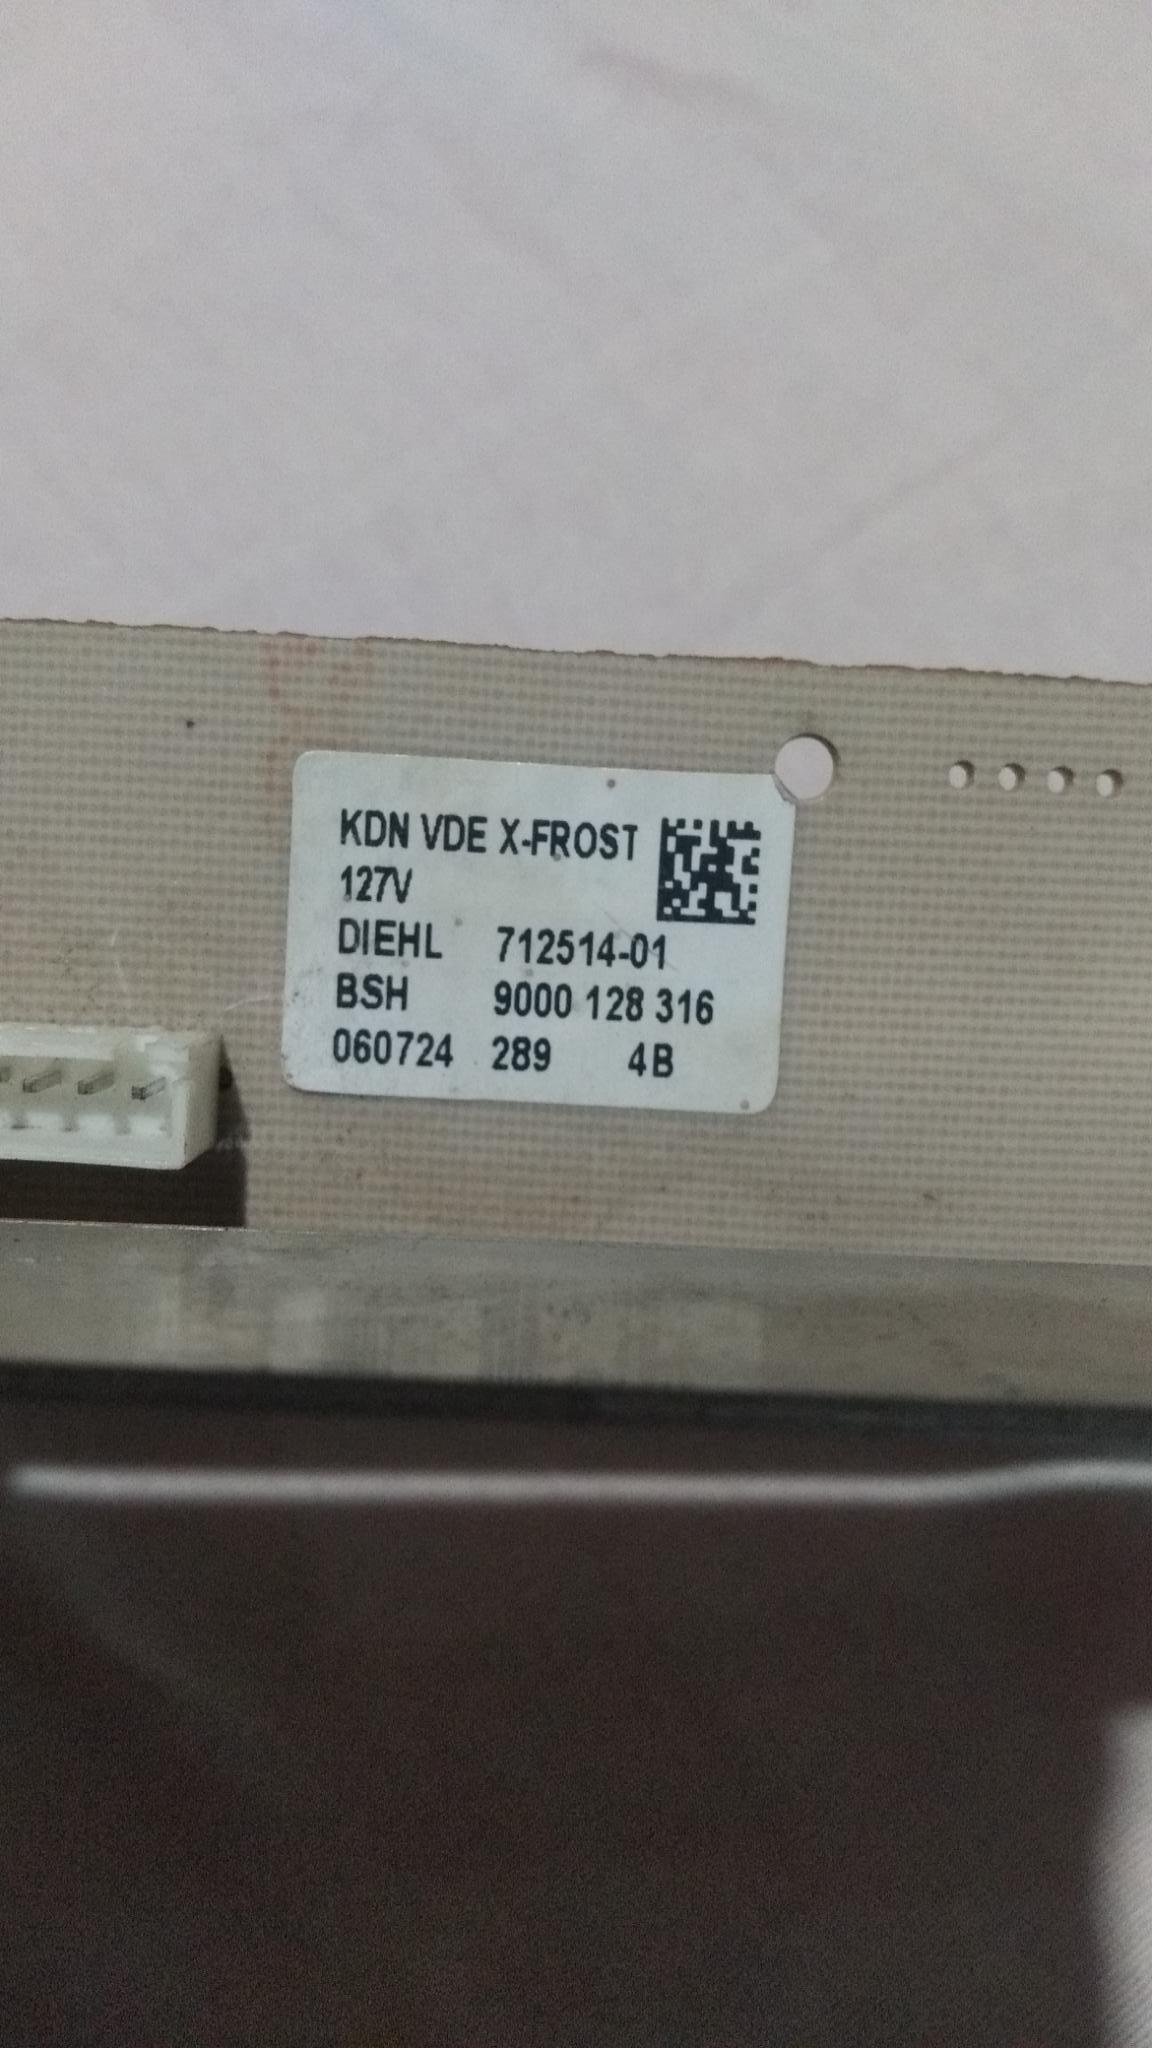 KDN VDE X-FROST
127V
DIEHL 712514-01
BSH 9000 128 316
060724 289 4B